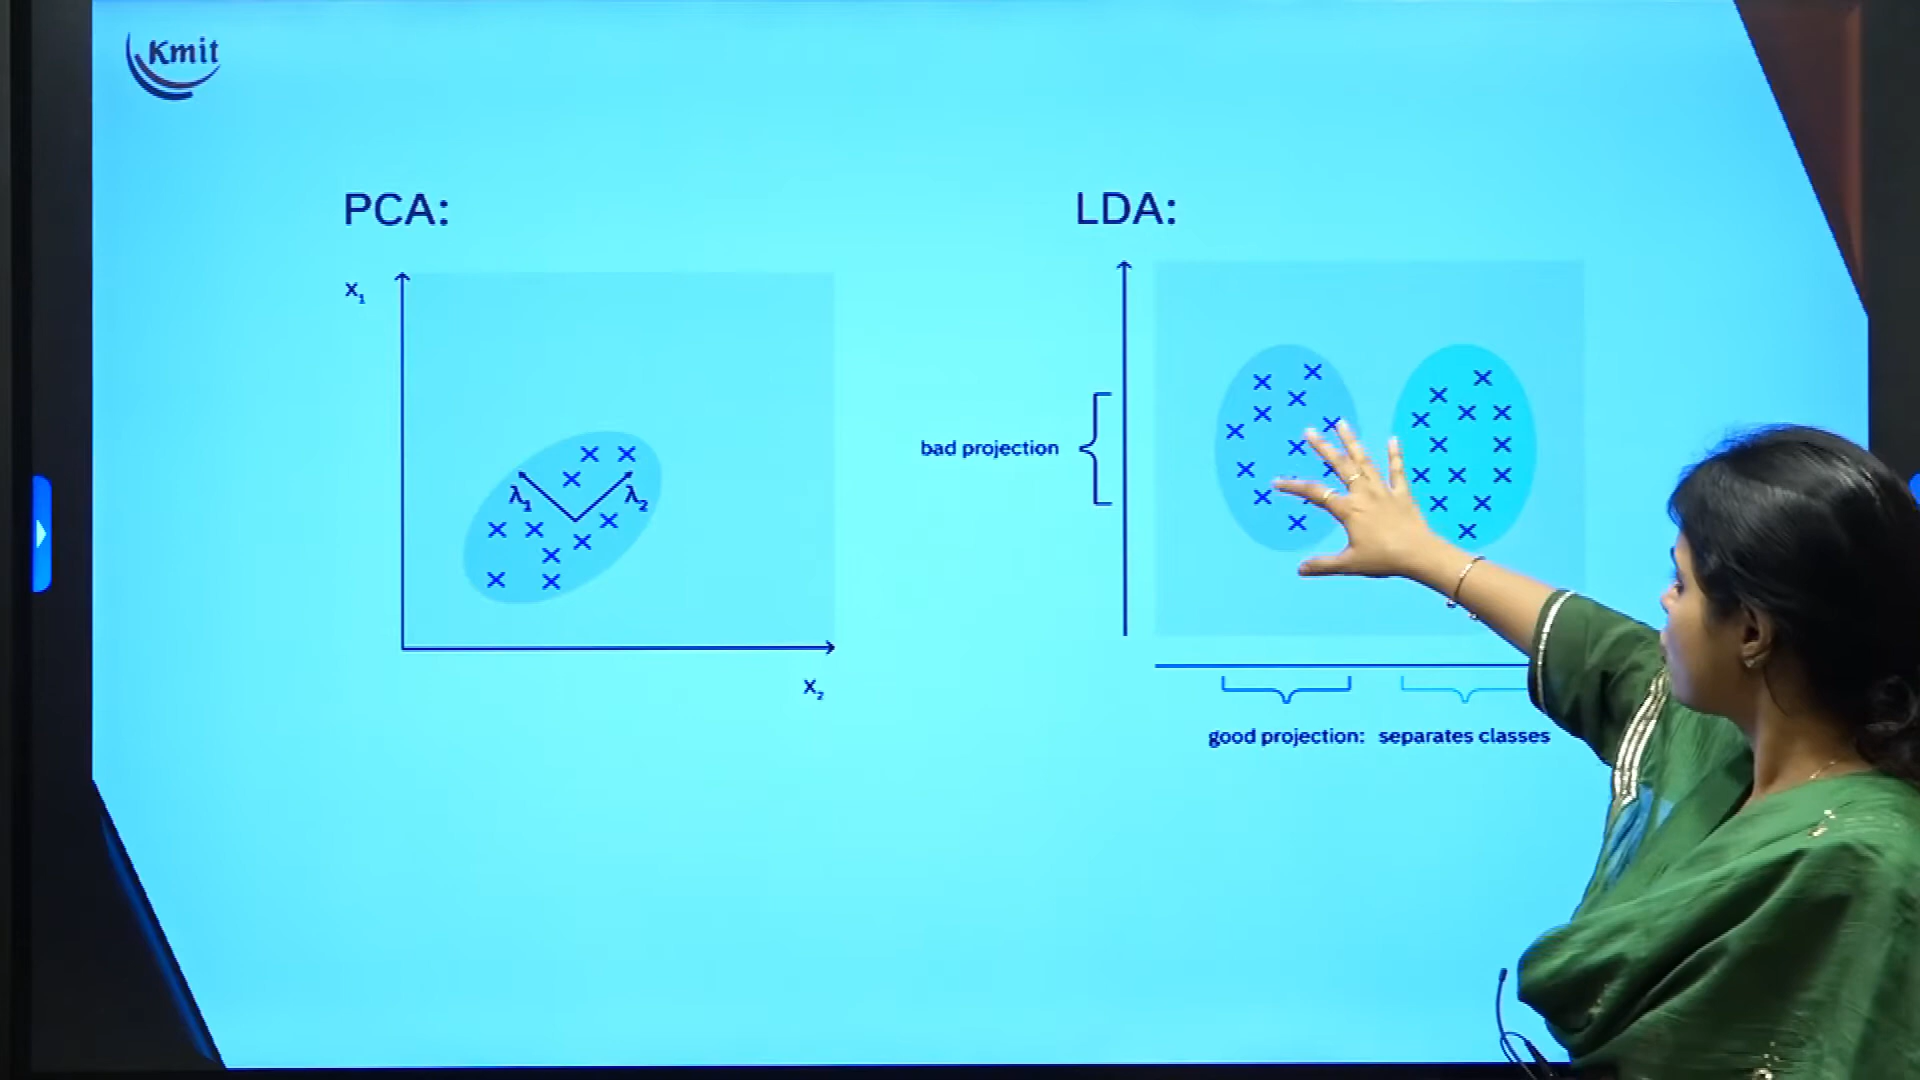 Kmit
PCA:
x₁
λ₁
λ₂
x₂
LDA:
bad projection
good projection: separates classes